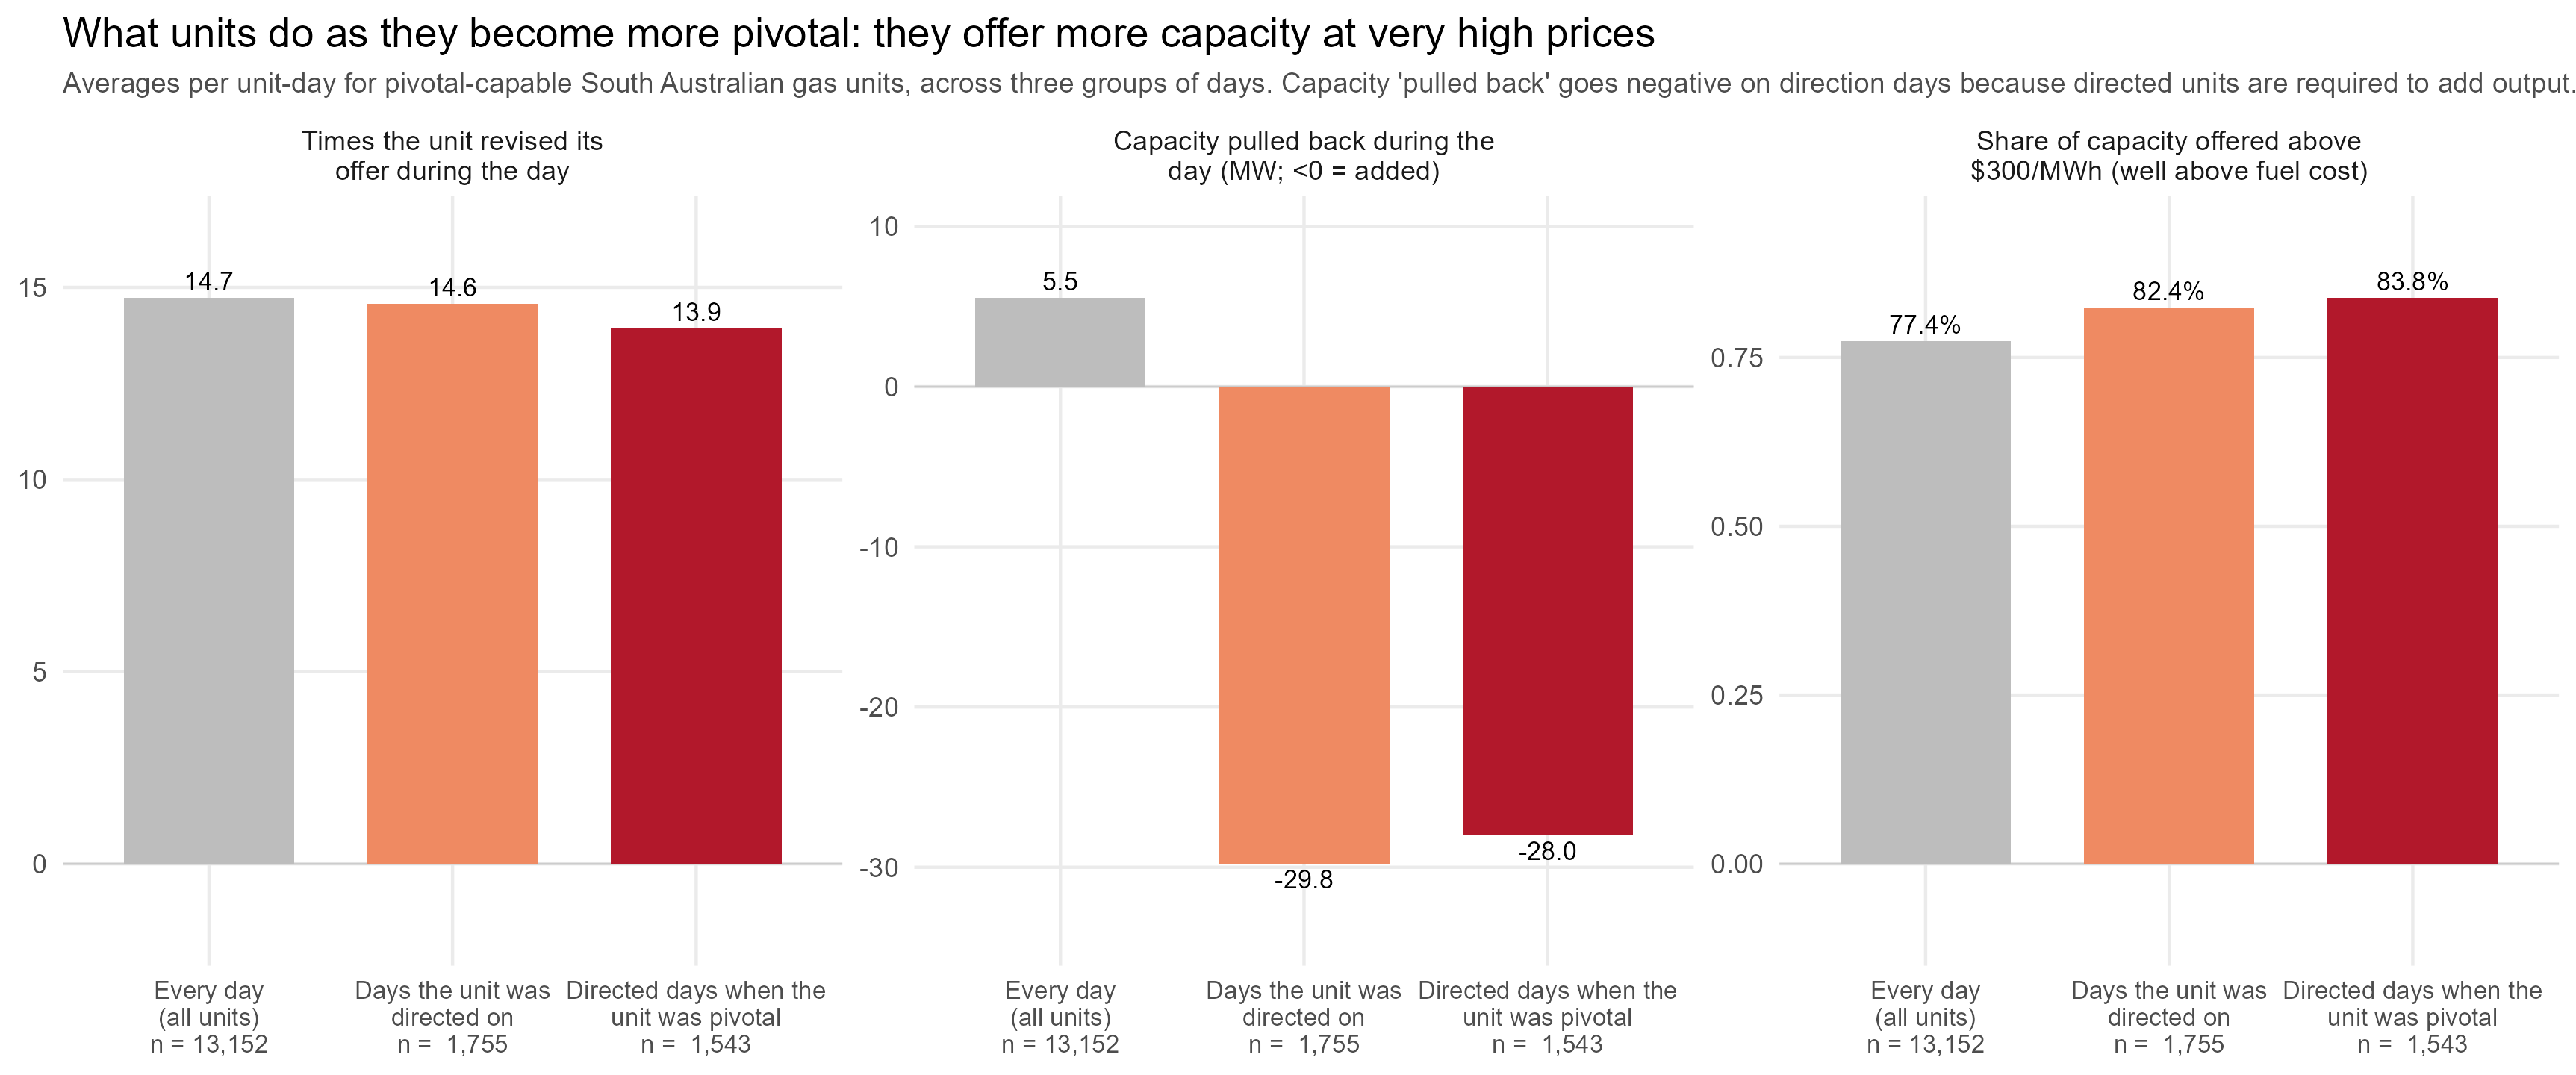 What units do as they become more pivotal: they offer more capacity at very high prices
Averages per unit-day for pivotal-capable South Australian gas units, across three groups of days. Capacity 'pulled back' goes negative on direction days because directed units are required to add output.
Times the unit revised its
offer during the day
15
10
5
0
14.7
14.6
13.9
Every day
(all units)
n = 13,152
Days the unit was
directed on
n =  1,755
Directed days when the
unit was pivotal
n =  1,543
Capacity pulled back during the
day (MW; <0 = added)
10
0
-10
-20
-30
5.5
-29.8
-28.0
Every day
(all units)
n = 13,152
Days the unit was
directed on
n =  1,755
Directed days when the
unit was pivotal
n =  1,543
Share of capacity offered above
$300/MWh (well above fuel cost)
0.75
0.50
0.25
0.00
77.4%
82.4%
83.8%
Every day
(all units)
n = 13,152
Days the unit was
directed on
n =  1,755
Directed days when the
unit was pivotal
n =  1,543